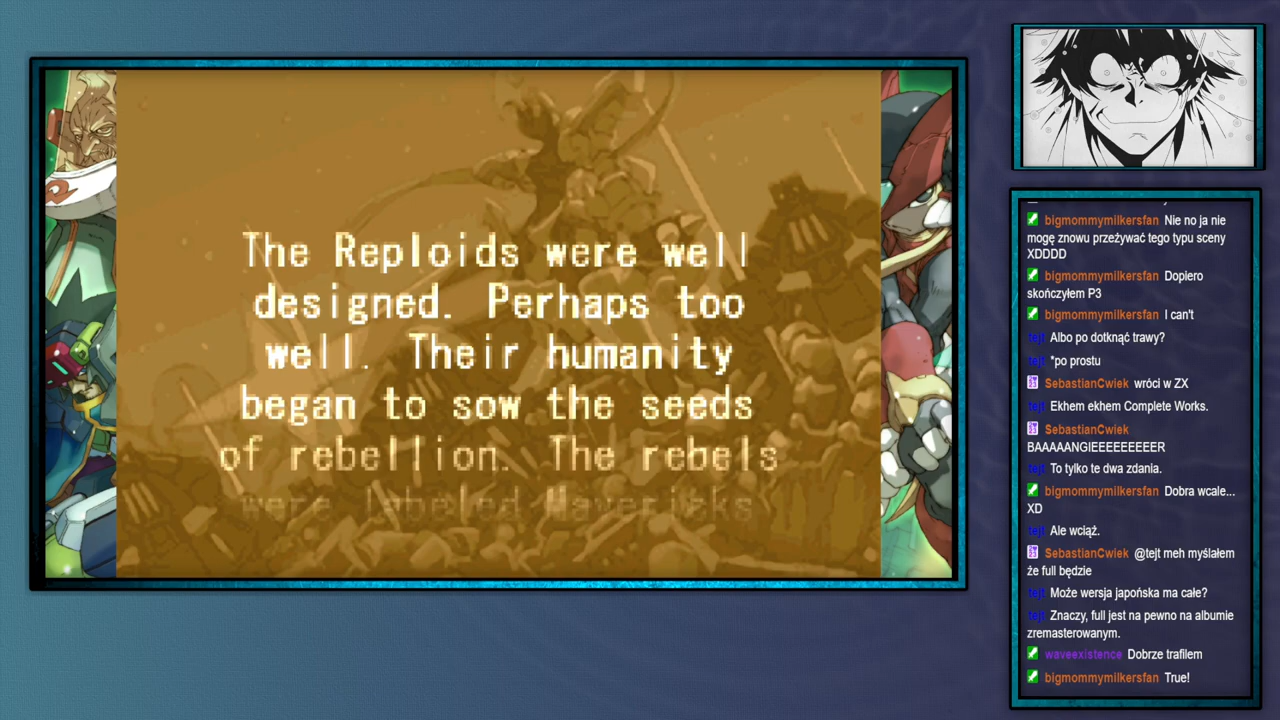 The Reploids were well
designed. Perhaps too
well. Their humanity
began to sow the seeds
of rebellion. The rebels
were labeled Mavericks
bigmommymilkersfan Nie no ja nie
mogę znowu przeżywać tego typu sceny
XDDDD
bigmommymilkersfan Dopiero
skończyłem P3
bigmommymilkersfan I can't
tejt Albo po dotknąć trawy?
tejt *po prostu
SebastianCwiek wróci w ZX
tejt Ekhem ekhem Complete Works.
SebastianCwiek
BAAAAANGIEEEEEEEEER
tejt To tylko te dwa zdania.
bigmommymilkersfan Dobra wcale...
XD
tejt Ale wciąż.
SebastianCwiek @tejt meh myślałem
że full będzie
tejt Może wersja japońska ma całe?
tejt Znaczy, full jest na pewno na albumie
zremasterowanym.
waveexistence Dobrze trafilem
bigmommymilkersfan True!